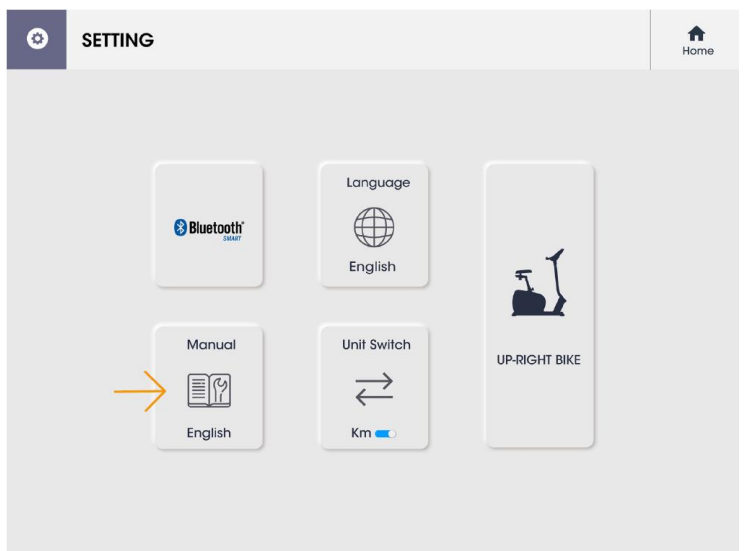 SETTING
Home
Bluetooth®
SMART
Language
English
Manual
English
Unit Switch
Km
UP-RIGHT BIKE